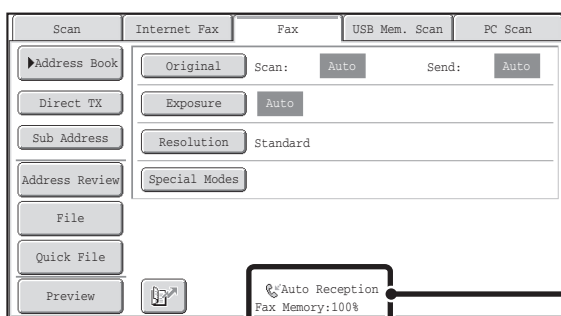 Scan
Internet Fax
Fax
USB Mem. Scan
PC Scan
Address Book
Original
Scan:
Auto
Send:
Auto
Direct TX
Exposure
Auto
Sub Address
Resolution
Standard
Address Review
Special Modes
File
Quick File
Preview
Auto Reception
Fax Memory:100%